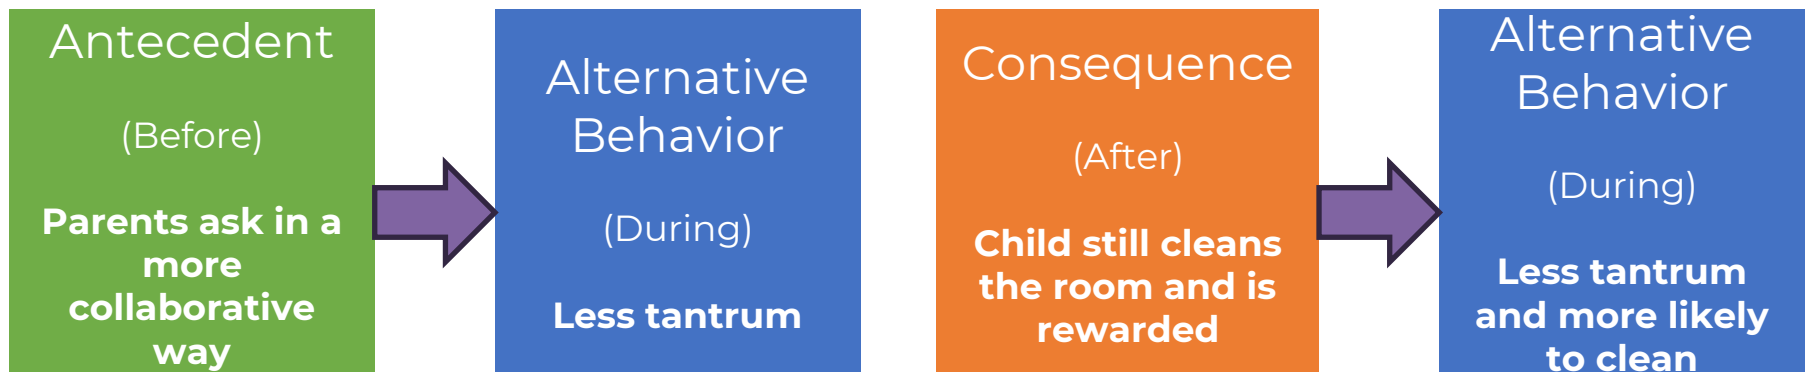 Antecedent
(Before)
Parents ask in a
more
collaborative
way
Alternative
Behavior
(During)
Less tantrum
Consequence
(After)
Child still cleans
the room and is
rewarded
Alternative
Behavior
(During)
Less tantrum
and more likely
to clean